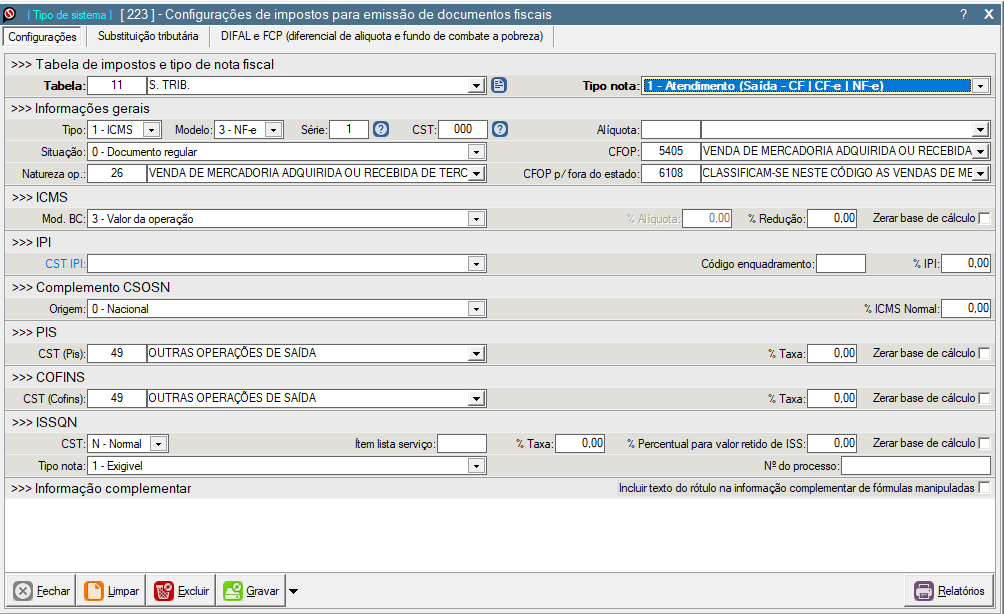 | Tipo de sistema | [ 223 ] - Configurações de impostos para emissão de documentos fiscais ? X
Configurações Substituição tributária DIFAL e FCP (diferencial de aliquota e fundo de combate a pobreza)
>>> Tabela de impostos e tipo de nota fiscal
Tabela: 11 S. TRIB. Tipo nota: 1 - Atendimento (Saída - CF | CF-e | NF-e)
>>> Informações gerais
Tipo: 1 - ICMS Modelo: 3 - NF-e Série: 1 ? CST: 000 ? Alíquota:
Situação: 0 - Documento regular CFOP: 5405 VENDA DE MERCADORIA ADQUIRIDA OU RECEBIDA
Natureza op.: 26 VENDA DE MERCADORIA ADQUIRIDA OU RECEBIDA DE TERC CFOP p/ fora do estado: 6108 CLASSIFICAM-SE NESTE CÓDIGO AS VENDAS DE ME
>>> ICMS
Mod. BC: 3 - Valor da operação % Alíquota: 0,00 % Redução: 0,00 Zerar base de cálculo
>>> IPI
CST IPI: Código enquadramento: % IPI: 0,00
>>> Complemento CSOSN
Origem: 0 - Nacional % ICMS Normal: 0,00
>>> PIS
CST (Pis): 49 OUTRAS OPERAÇÕES DE SAÍDA % Taxa: 0,00 Zerar base de cálculo
>>> COFINS
CST (Cofins): 49 OUTRAS OPERAÇÕES DE SAÍDA % Taxa: 0,00 Zerar base de cálculo
>>> ISSQN
CST: N - Normal Ítem lista serviço: % Taxa: 0,00 % Percentual para valor retido de ISS: 0,00 Zerar base de cálculo
Tipo nota: 1 - Exigivel Nº do processo:
>>> Informação complementar Incluir texto do rótulo na informação complementar de fórmulas manipuladas
Fechar Limpar Excluir Gravar Relatórios